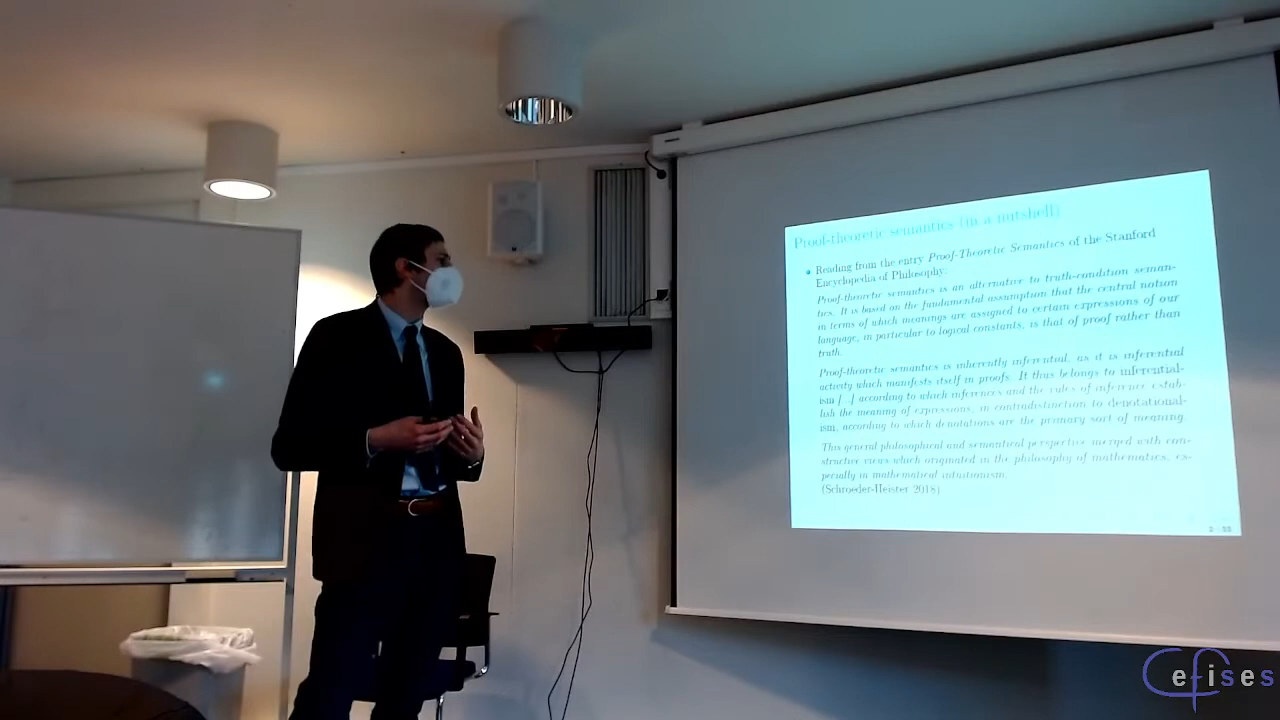 Proof-theoretic semantics (in a nutshell)
Reading from the entry Proof-Theoretic Semantics of the Stanford
Encyclopedia of Philosophy:
Proof-theoretic semantics is an alternative to truth-condition seman-
tics. It is based on the fundamental assumption that the central notion
in terms of which meanings are assigned to certain expressions of our
language, in particular to logical constants, is that of proof rather than
truth.
Proof-theoretic semantics is inherently inferential, as it is inferential
activity which manifests itself in proofs. It thus belongs to inferential-
ism [...] according to which inferences and the rules of inference estab-
lish the meaning of expressions, in contradistinction to denotational-
ism, according to which denotations are the primary sort of meaning.
This general philosophical and semantical perspective merged with con-
structive views which originated in the philosophy of mathematics, es-
pecially in mathematical intuitionism.
(Schroeder-Heister 2018)
Cefises